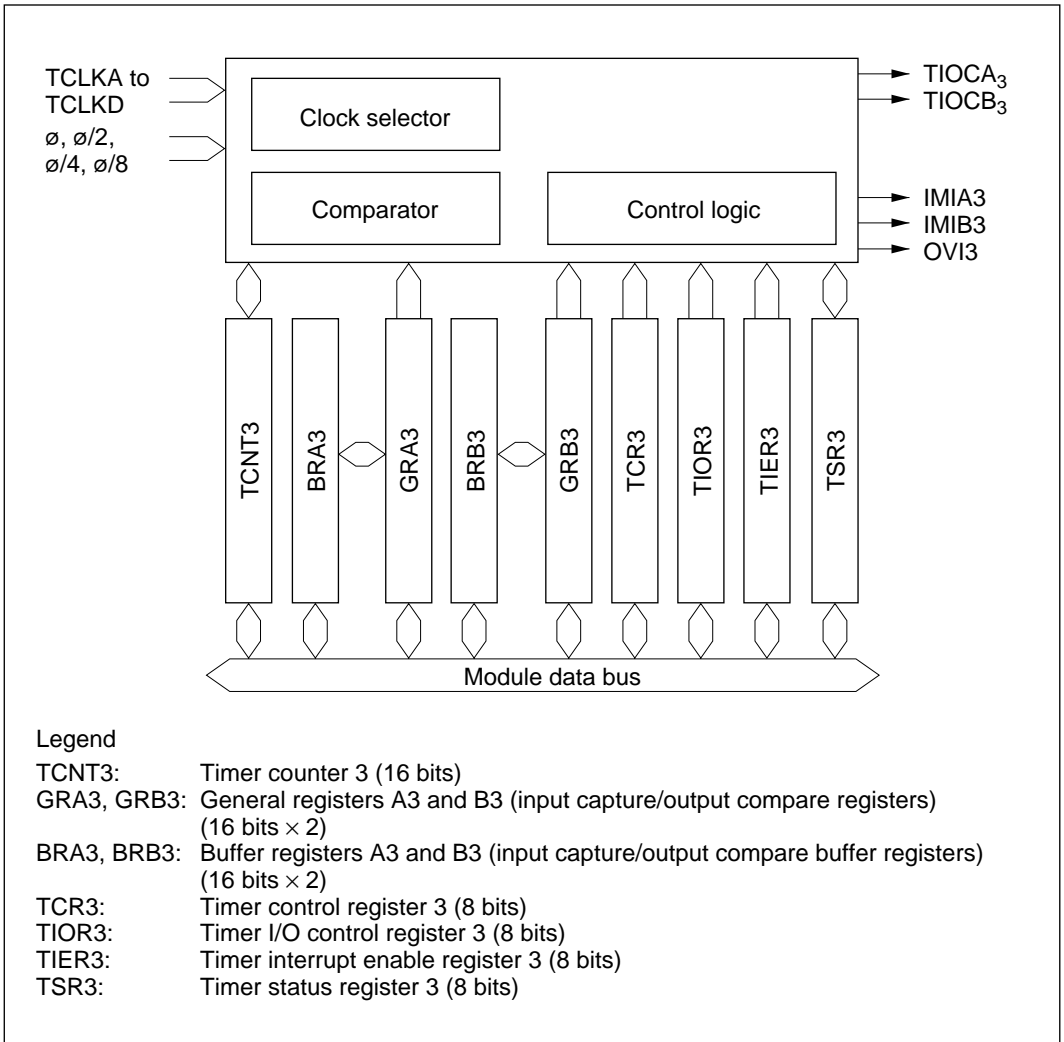 TCLKA to
TCLKD
ø, ø/2,
ø/4, ø/8
Clock selector
Comparator
Control logic
TIOCA3
TIOCB3
IMIA3
IMIB3
OVI3
TCNT3
BRA3
GRA3
BRB3
GRB3
TCR3
TIOR3
TIER3
TSR3
Module data bus
Legend
TCNT3: Timer counter 3 (16 bits)
GRA3, GRB3: General registers A3 and B3 (input capture/output compare registers)
(16 bits × 2)
BRA3, BRB3: Buffer registers A3 and B3 (input capture/output compare buffer registers)
(16 bits × 2)
TCR3: Timer control register 3 (8 bits)
TIOR3: Timer I/O control register 3 (8 bits)
TIER3: Timer interrupt enable register 3 (8 bits)
TSR3: Timer status register 3 (8 bits)